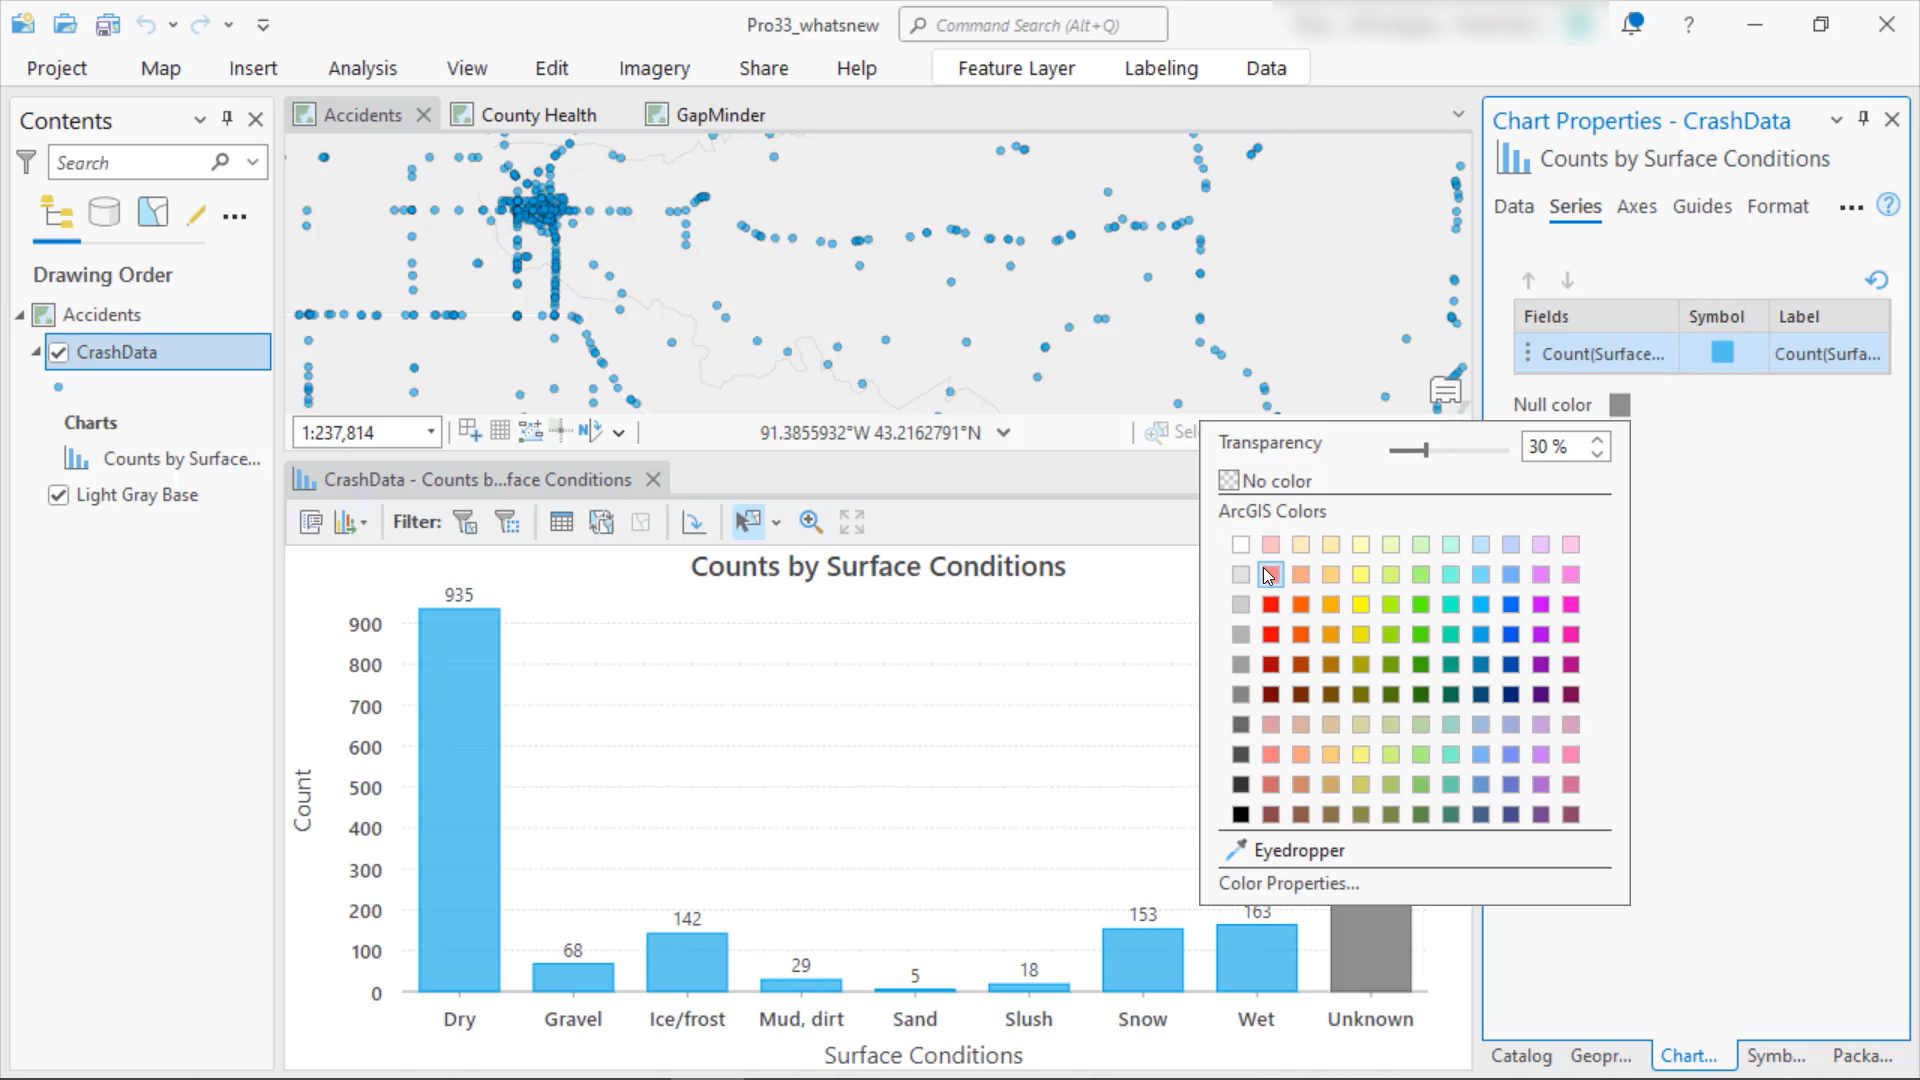 Pro33_whatsnew
Command Search (Alt+Q)
?
Project Map Insert Analysis View Edit Imagery Share Help Feature Layer Labeling Data
Contents
Search
Drawing Order
Accidents
CrashData
Charts
Counts by Surface...
Light Gray Base
Accidents County Health GapMinder
1:237,814
91.3855932°W 43.2162791°N
Sel
CrashData - Counts b...face Conditions
Filter:
Counts by Surface Conditions
Count
900
800
700
600
500
400
300
200
100
0
935
68
142
29
5
18
153
163
Dry Gravel Ice/frost Mud, dirt Sand Slush Snow Wet Unknown
Surface Conditions
Chart Properties - CrashData
Counts by Surface Conditions
Data Series Axes Guides Format ... ?
Fields Symbol Label
Count(Surface... Count(Surfa...
Null color
Transparency 30 %
No color
ArcGIS Colors
Eyedropper
Color Properties...
Catalog Geopr... Chart... Symb... Packa...